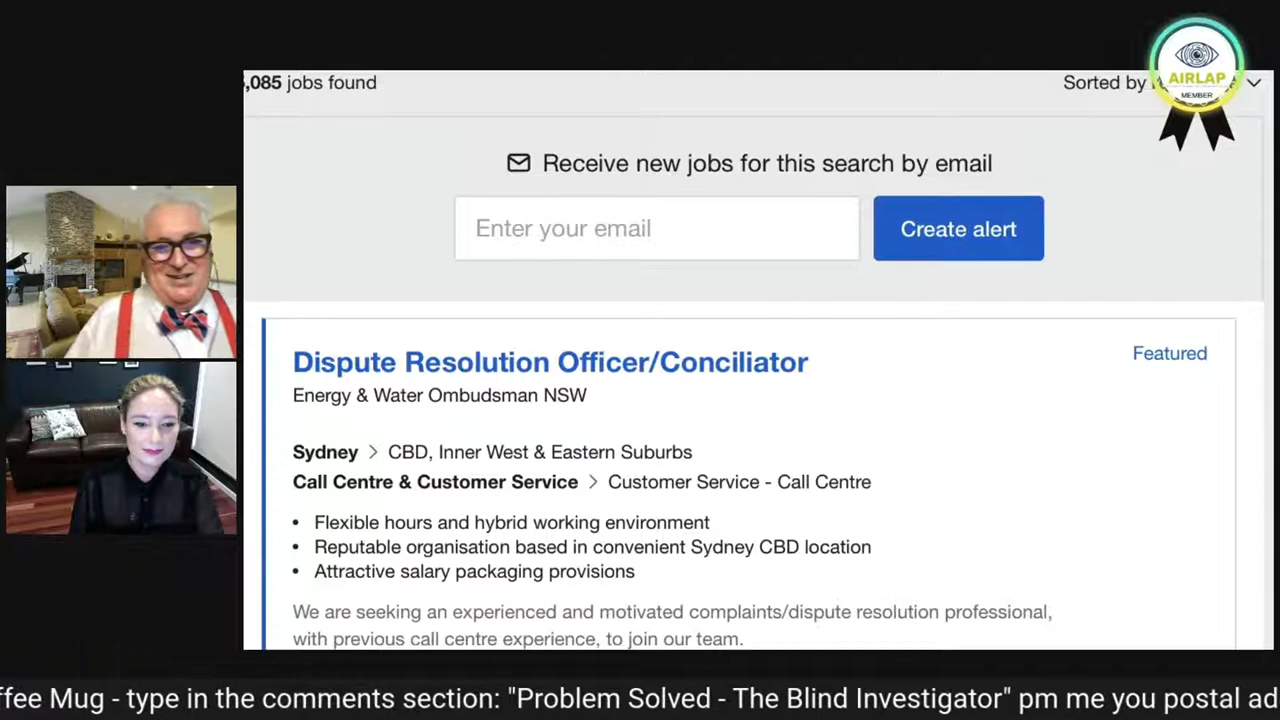 ,085 jobs found
Sorted by
AIRLAP
MEMBER
Receive new jobs for this search by email
Enter your email
Create alert
Dispute Resolution Officer/Conciliator
Featured
Energy & Water Ombudsman NSW
Sydney > CBD, Inner West & Eastern Suburbs
Call Centre & Customer Service > Customer Service - Call Centre
• Flexible hours and hybrid working environment
• Reputable organisation based in convenient Sydney CBD location
• Attractive salary packaging provisions
We are seeking an experienced and motivated complaints/dispute resolution professional,
with previous call centre experience, to join our team.
ffee Mug - type in the comments section: "Problem Solved - The Blind Investigator" pm me you postal ad